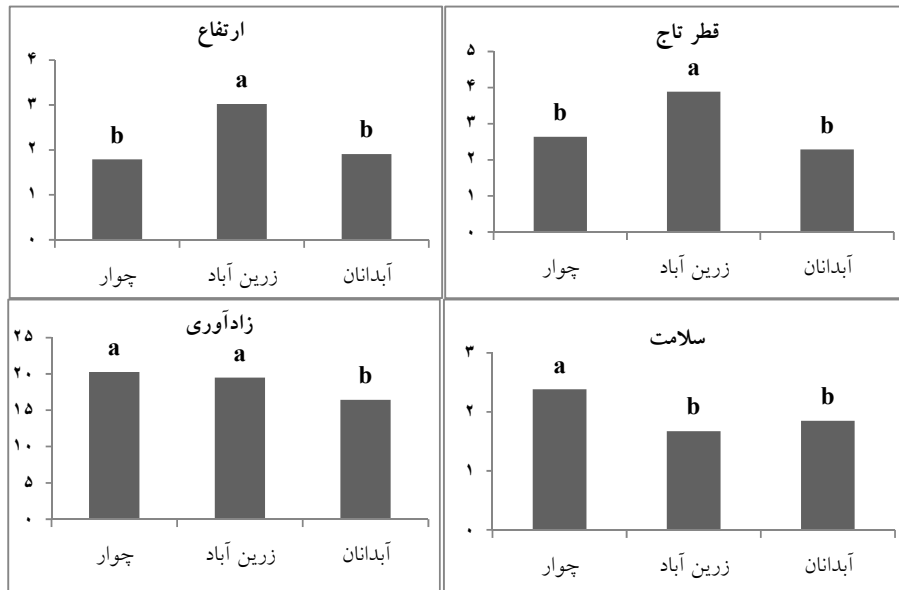 ارتفاع
۴
۳
۲
۱
۰
b
a
b
چوار
زرین آباد
آبدانان
قطر تاج
۵
۴
۳
۲
۱
۰
b
a
b
چوار
زرین آباد
آبدانان
زادآوری
۲۵
۲۰
۱۵
۱۰
۵
۰
a
a
b
چوار
زرین آباد
آبدانان
سلامت
۳
۲
۱
۰
a
b
b
چوار
زرین آباد
آبدانان